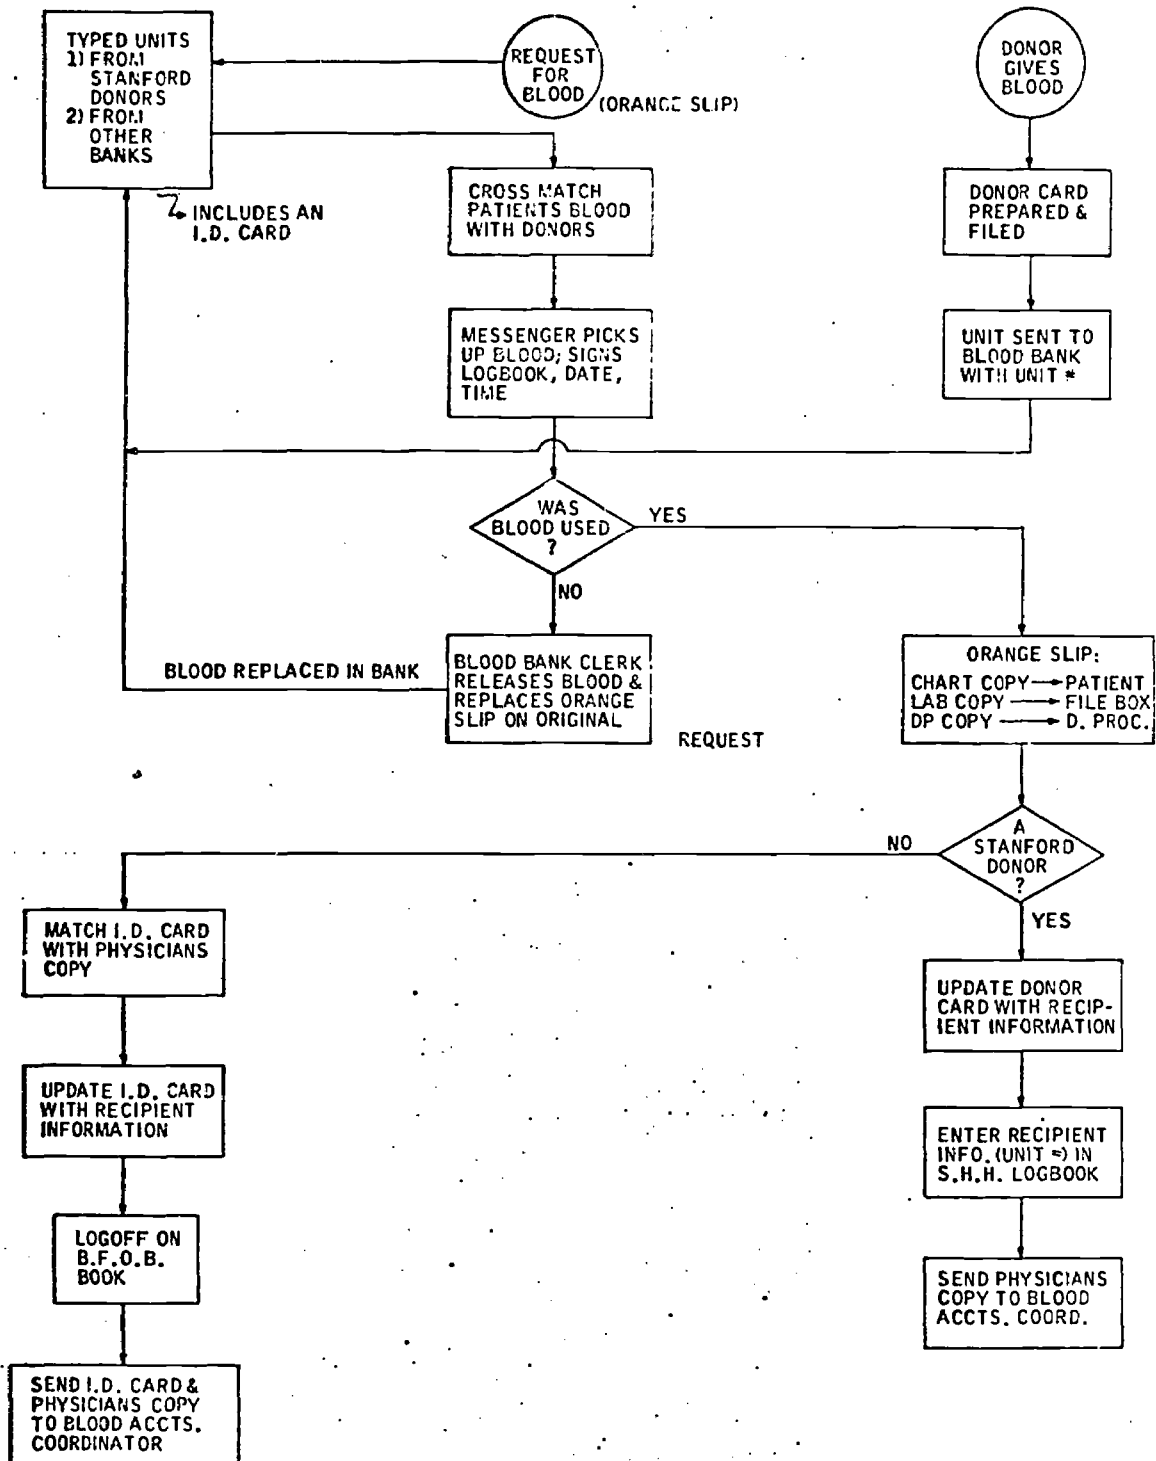 TYPED UNITS
1) FROM
STANFORD
DONORS
2) FROM
OTHER
BANKS
INCLUDES AN
I.D. CARD
REQUEST
FOR
BLOOD
(ORANGE SLIP)
DONOR
GIVES
BLOOD
CROSS MATCH
PATIENTS BLOOD
WITH DONORS
DONOR CARD
PREPARED &
FILED
MESSENGER PICKS
UP BLOOD; SIGNS
LOGBOOK, DATE,
TIME
UNIT SENT TO
BLOOD BANK
WITH UNIT #
WAS
BLOOD USED
?
YES
NO
BLOOD REPLACED IN BANK
BLOOD BANK CLERK
RELEASES BLOOD &
REPLACES ORANGE
SLIP ON ORIGINAL
REQUEST
ORANGE SLIP:
CHART COPY → PATIENT
LAB COPY → FILE BOX
DP COPY → D. PROC.
A
STANFORD
DONOR
?
NO
YES
MATCH I.D. CARD
WITH PHYSICIANS
COPY
UPDATE I.D. CARD
WITH RECIPIENT
INFORMATION
LOGOFF ON
B.F.O.B.
BOOK
SEND I.D. CARD &
PHYSICIANS COPY
TO BLOOD ACCTS.
COORDINATOR
UPDATE DONOR
CARD WITH RECIP-
IENT INFORMATION
ENTER RECIPIENT
INFO. (UNIT #) IN
S.H.H. LOGBOOK
SEND PHYSICIANS
COPY TO BLOOD
ACCTS. COORD.